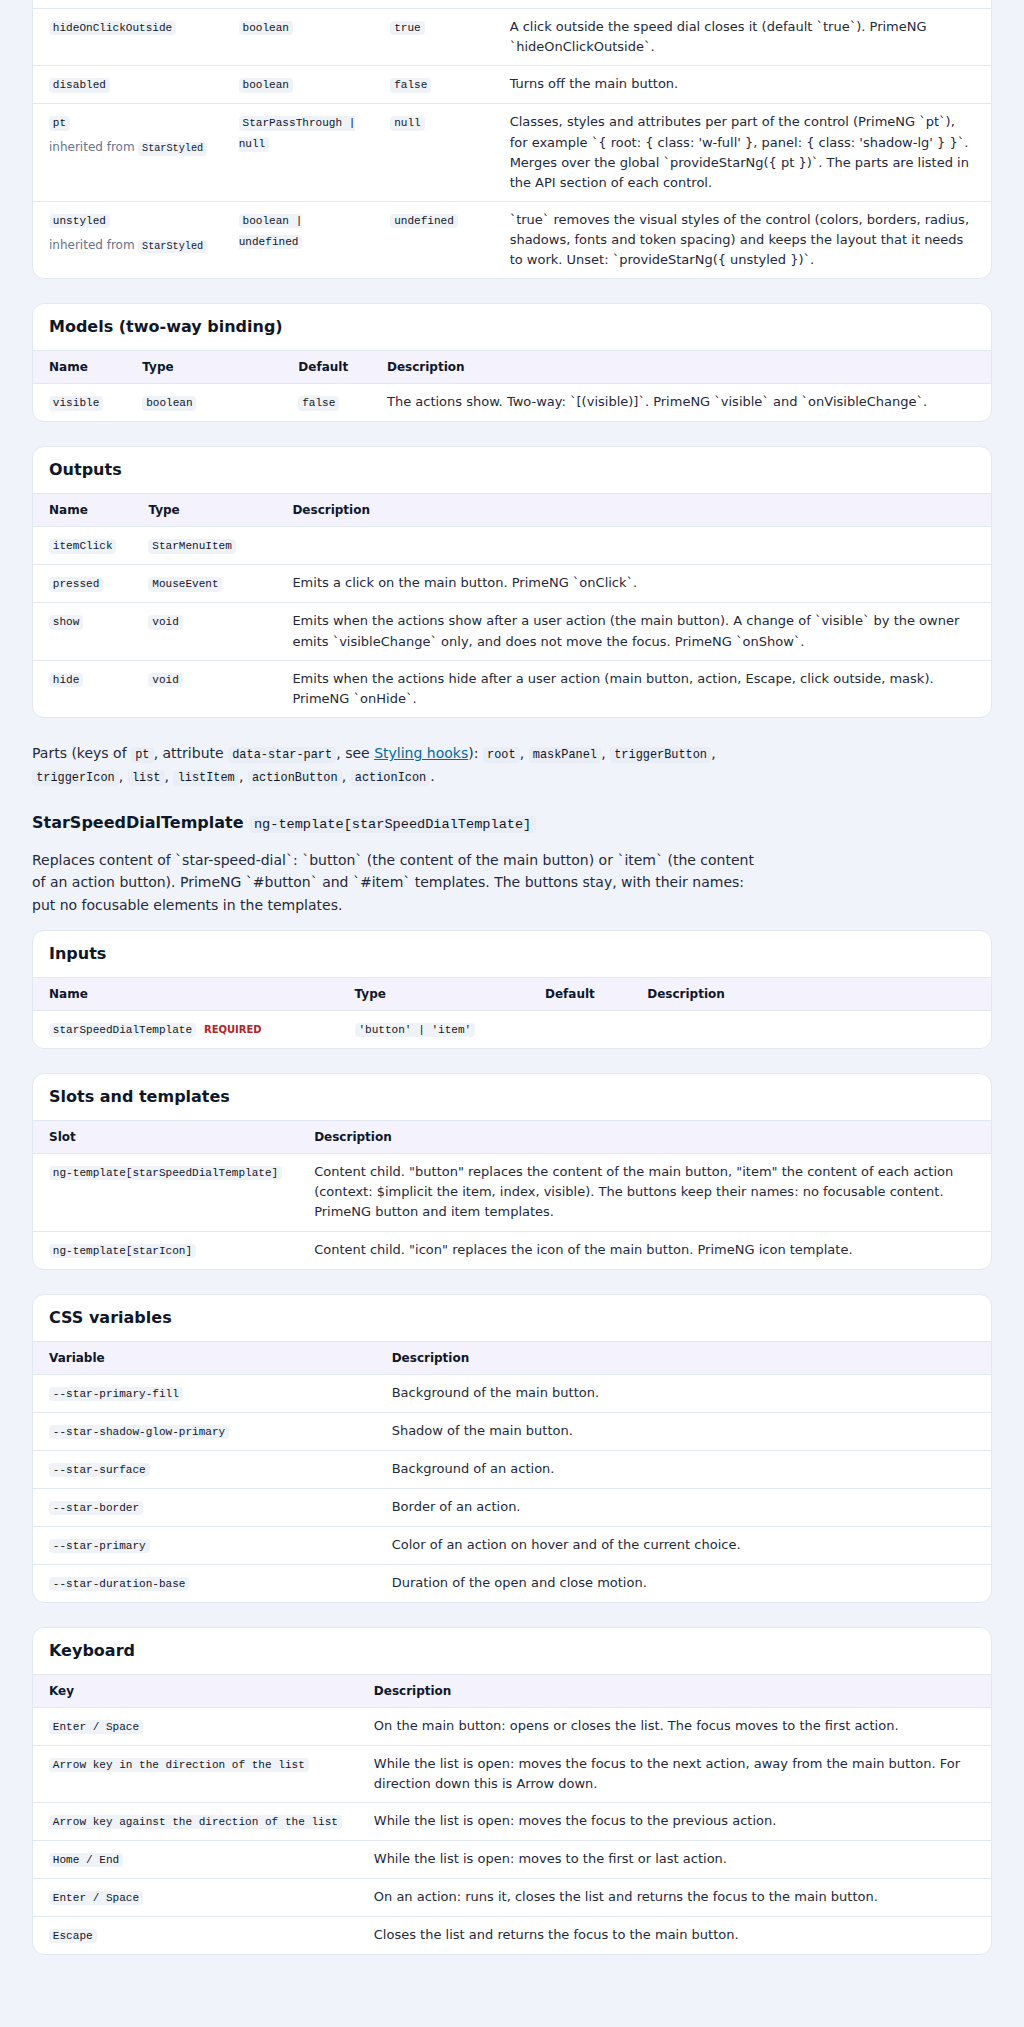 hideOnClickOutside boolean true A click outside the speed dial closes it (default `true`). PrimeNG
`hideOnClickOutside`.
disabled boolean false Turns off the main button.
pt StarPassThrough | null Classes, styles and attributes per part of the control (PrimeNG `pt`),
inherited from StarStyled null for example `{ root: { class: 'w-full' }, panel: { class: 'shadow-lg' } }`.
Merges over the global `provideStarNg({ pt })`. The parts are listed in
the API section of each control.
unstyled boolean | undefined `true` removes the visual styles of the control (colors, borders, radius,
inherited from StarStyled undefined shadows, fonts and token spacing) and keeps the layout that it needs
to work. Unset: `provideStarNg({ unstyled })`.
Models (two-way binding)
Name Type Default Description
visible boolean false The actions show. Two-way: `[(visible)]`. PrimeNG `visible` and `onVisibleChange`.
Outputs
Name Type Description
itemClick StarMenuItem
pressed MouseEvent Emits a click on the main button. PrimeNG `onClick`.
show void Emits when the actions show after a user action (the main button). A change of `visible` by the owner
emits `visibleChange` only, and does not move the focus. PrimeNG `onShow`.
hide void Emits when the actions hide after a user action (main button, action, Escape, click outside, mask).
PrimeNG `onHide`.
Parts (keys of pt, attribute data-star-part, see Styling hooks): root, maskPanel, triggerButton,
triggerIcon, list, listItem, actionButton, actionIcon.
StarSpeedDialTemplate ng-template[starSpeedDialTemplate]
Replaces content of `star-speed-dial`: `button` (the content of the main button) or `item` (the content
of an action button). PrimeNG `#button` and `#item` templates. The buttons stay, with their names:
put no focusable elements in the templates.
Inputs
Name Type Default Description
starSpeedDialTemplate REQUIRED 'button' | 'item'
Slots and templates
Slot Description
ng-template[starSpeedDialTemplate] Content child. "button" replaces the content of the main button, "item" the content of each action
(context: $implicit the item, index, visible). The buttons keep their names: no focusable content.
PrimeNG button and item templates.
ng-template[starIcon] Content child. "icon" replaces the icon of the main button. PrimeNG icon template.
CSS variables
Variable Description
--star-primary-fill Background of the main button.
--star-shadow-glow-primary Shadow of the main button.
--star-surface Background of an action.
--star-border Border of an action.
--star-primary Color of an action on hover and of the current choice.
--star-duration-base Duration of the open and close motion.
Keyboard
Key Description
Enter / Space On the main button: opens or closes the list. The focus moves to the first action.
Arrow key in the direction of the list While the list is open: moves the focus to the next action, away from the main button. For
direction down this is Arrow down.
Arrow key against the direction of the list While the list is open: moves the focus to the previous action.
Home / End While the list is open: moves to the first or last action.
Enter / Space On an action: runs it, closes the list and returns the focus to the main button.
Escape Closes the list and returns the focus to the main button.